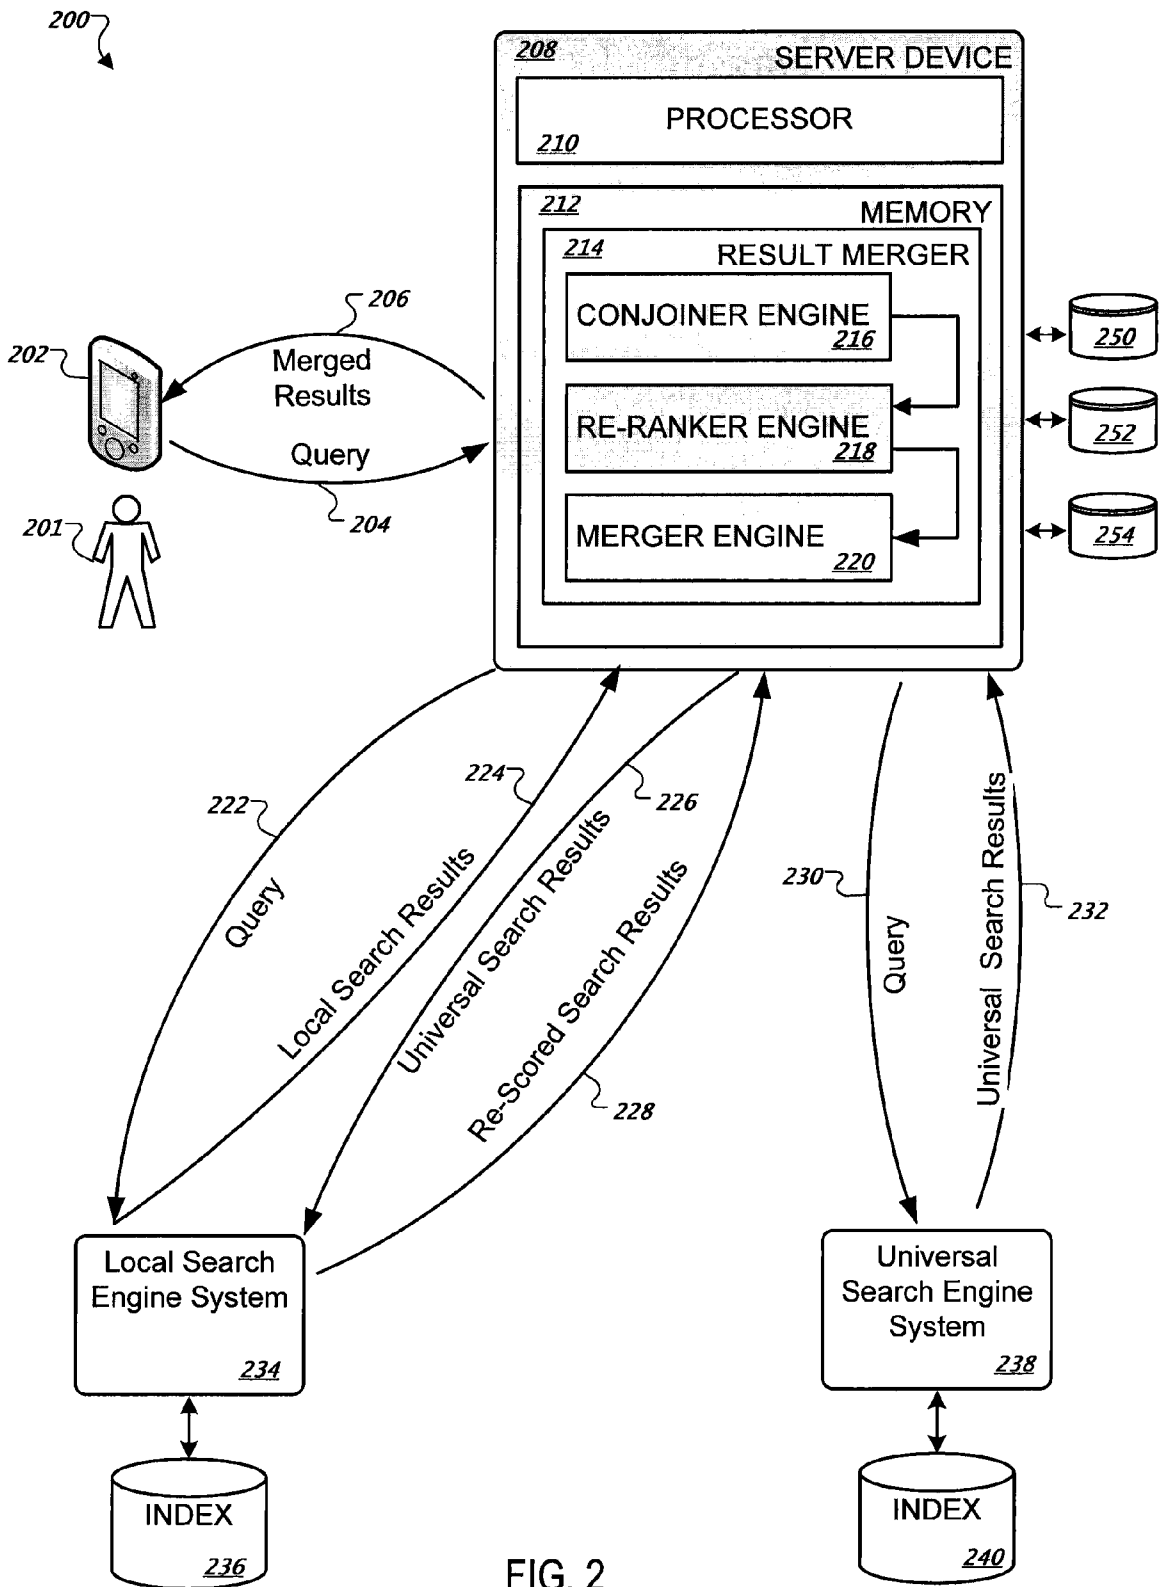 200
208
SERVER DEVICE
PROCESSOR
210
212
MEMORY
214
RESULT MERGER
CONJOINER ENGINE
216
RE-RANKER ENGINE
218
MERGER ENGINE
220
250
252
254
206
202
Merged
Results
Query
204
201
222
Query
224
Local Search Results
226
Universal Search Results
Re-Scored Search Results
228
230
Query
Universal Search Results
232
Local Search
Engine System
234
Universal
Search Engine
System
238
INDEX
236
INDEX
240
FIG. 2